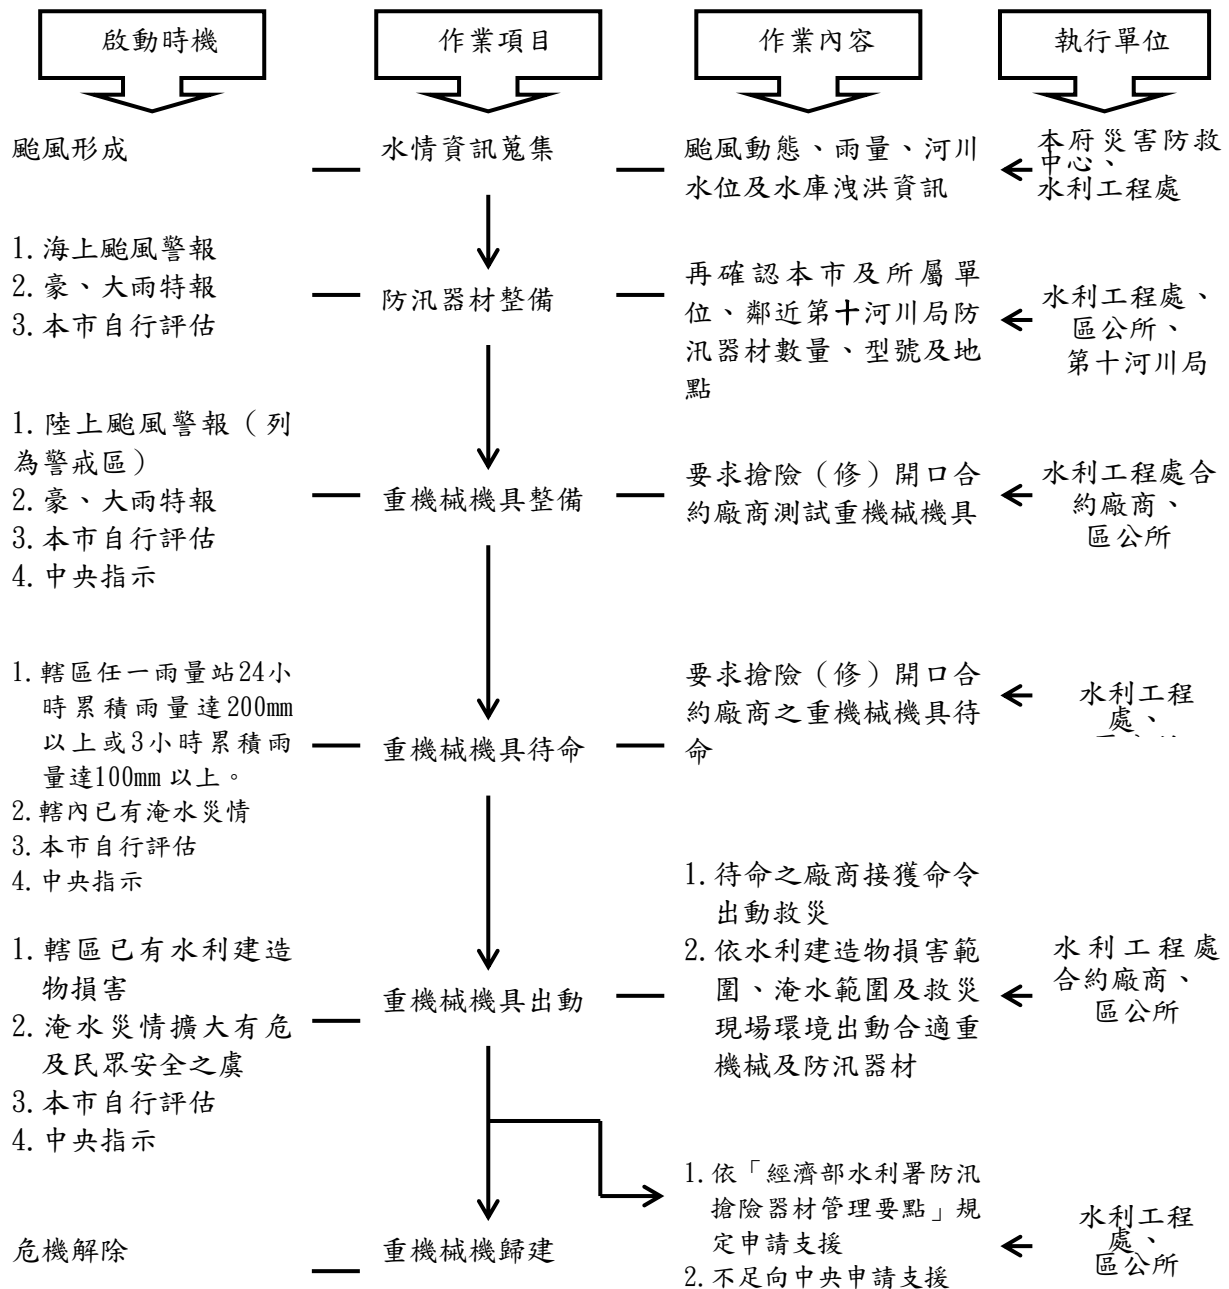 啟動時機
作業項目
作業內容
執行單位
颱風形成
水情資訊蒐集
颱風動態、雨量、河川
水位及水庫洩洪資訊
本府災害防救
中心、
水利工程處
1. 海上颱風警報
2. 豪、大雨特報
3. 本市自行評估
防汛器材整備
再確認本市及所屬單
位、鄰近第十河川局防
汛器材數量、型號及地
點
水利工程處、
區公所、
第十河川局
1. 陸上颱風警報（列
為警戒區）
2. 豪、大雨特報
3. 本市自行評估
4. 中央指示
重機械機具整備
要求搶險（修）開口合
約廠商測試重機械機具
水利工程處合
約廠商、
區公所
1. 轄區任一雨量站24小
時累積雨量達200mm
以上或3小時累積雨
量達100mm 以上。
2. 轄內已有淹水災情
3. 本市自行評估
4. 中央指示
重機械機具待命
要求搶險（修）開口合
約廠商之重機械機具待
命
水利工程
處、
1. 轄區已有水利建造
物損害
2. 淹水災情擴大有危
及民眾安全之虞
3. 本市自行評估
4. 中央指示
重機械機具出動
1. 待命之廠商接獲命令
出動救災
2. 依水利建造物損害範
圍、淹水範圍及救災
現場環境出動合適重
機械及防汛器材
水利工程處
合約廠商、
區公所
危機解除
重機械機歸建
1. 依「經濟部水利署防汛
搶險器材管理要點」規
定申請支援
2. 不足向中央申請支援
水利工程
處、
區公所